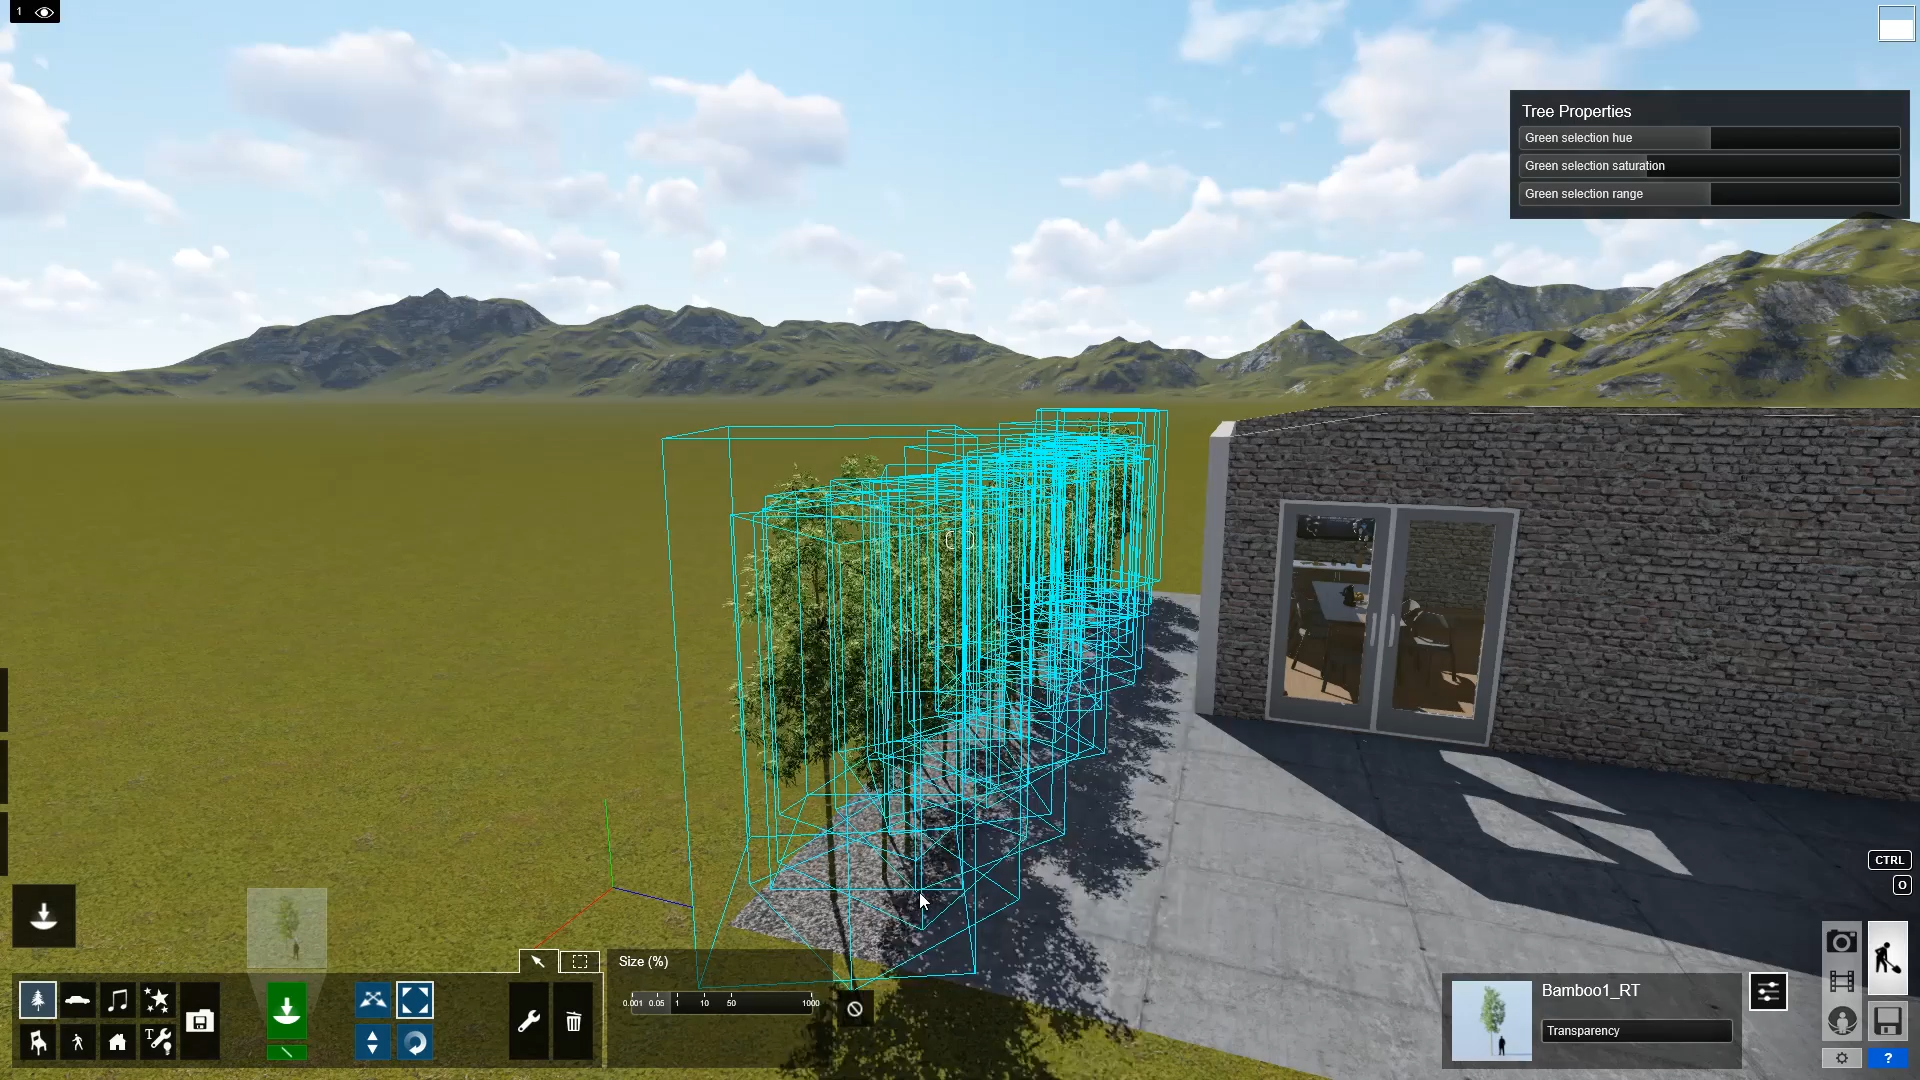 1
Tree Properties
Green selection hue
Green selection saturation
Green selection range
CTRL
O
Size (%)
0.001 0.05 1 10 50 1000
Bamboo1_RT
Transparency
T
?